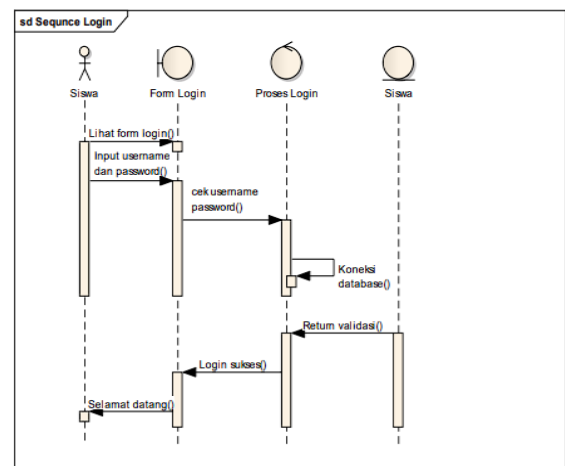 sd Sequnce Login
Siswa
Form Login
Proses Login
Siswa
Lihat form login()
Input username
dan password()
cek username
password()
Koneksi
database()
Return validasi()
Login sukses()
Selamat datang()